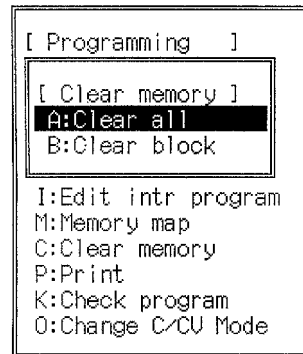 [ Programming ]
[ Clear memory ]
A:Clear all
B:Clear block
I:Edit intr program
M:Memory map
C:Clear memory
P:Print
K:Check program
O:Change C/CV Mode